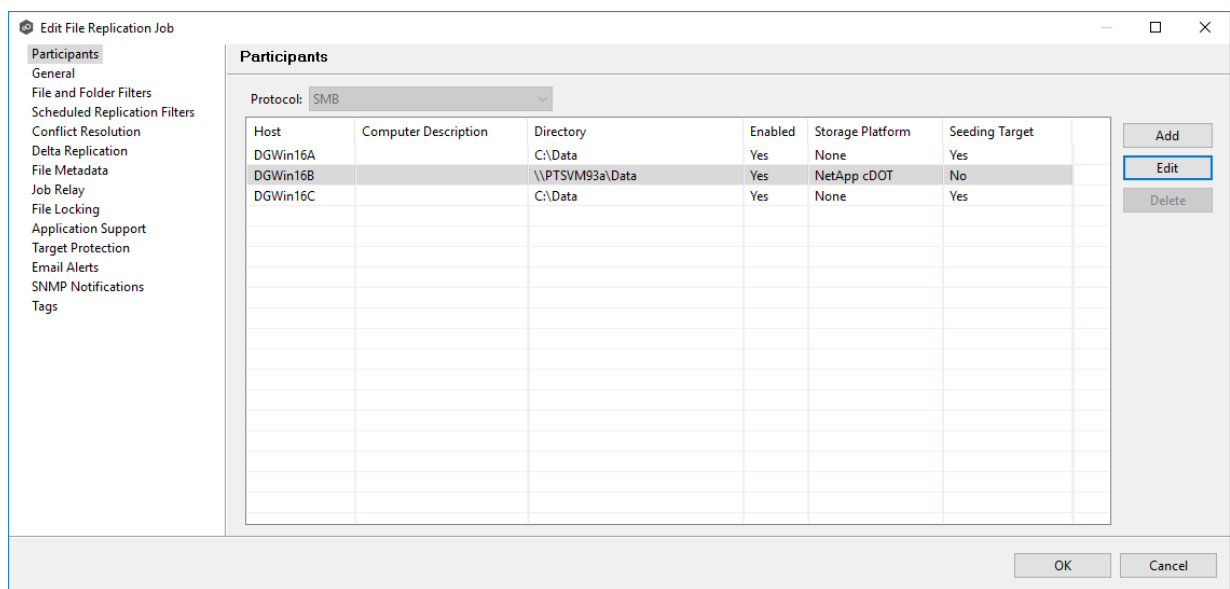 Edit File Replication Job
Participants
General
File and Folder Filters
Scheduled Replication Filters
Conflict Resolution
Delta Replication
File Metadata
Job Relay
File Locking
Application Support
Target Protection
Email Alerts
SNMP Notifications
Tags
Participants
Protocol: SMB
Host Computer Description Directory Enabled Storage Platform Seeding Target
DGWin16A C:\Data Yes None Yes
DGWin16B \\PTSVM93a\Data Yes NetApp cDOT No
DGWin16C C:\Data Yes None Yes
Add
Edit
Delete
OK Cancel